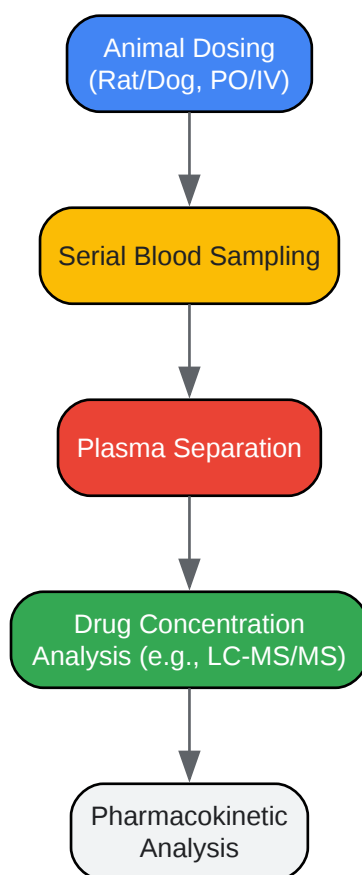 Animal Dosing
(Rat/Dog, PO/IV)
Serial Blood Sampling
Plasma Separation
Drug Concentration
Analysis (e.g., LC-MS/MS)
Pharmacokinetic
Analysis